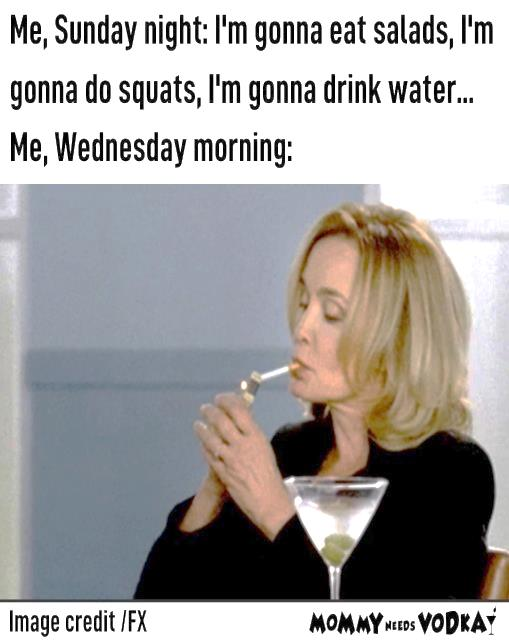 Me, Sunday night: I'm gonna eat salads, I'm
gonna do squats, I'm gonna drink water...
Me, Wednesday morning:
Image credit /FX
MOMMY NEEDS VODKA